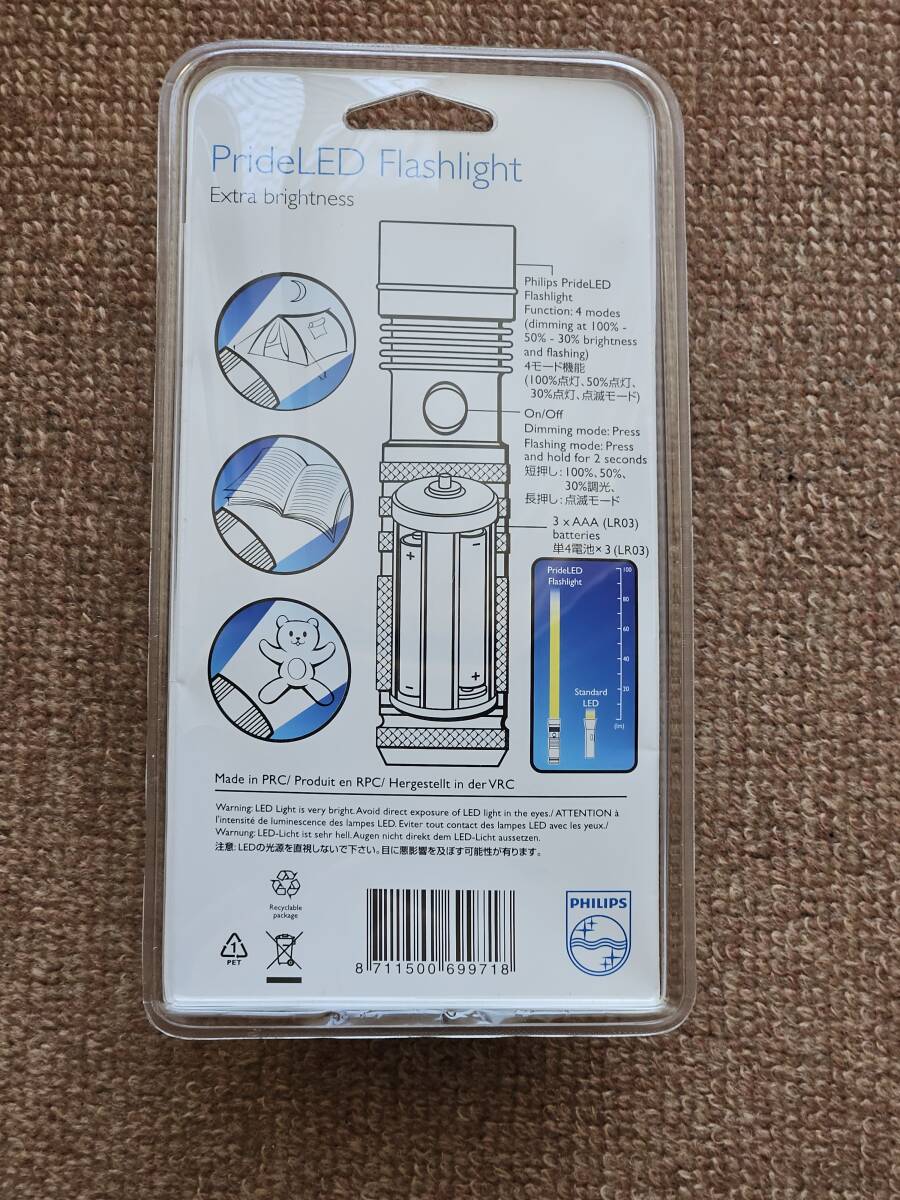 PrideLED Flashlight
Extra brightness
Philips PrideLED
Flashlight
Function: 4 modes
(dimming at 100% -
50% - 30% brightness
and flashing)
4モード機能
(100%点灯、50%点灯、
30%点灯、点滅モード)
On/Off
Dimming mode: Press
Flashing mode: Press
and hold for 2 seconds
短押し: 100%、50%、
30%調光、
長押し: 点滅モード
3 x AAA (LR03)
batteries
単4電池×3 (LR03)
+
−
−
+
PrideLED
Flashlight
100
80
60
40
20
(lm)
Standard
LED
Made in PRC/ Produit en RPC/ Hergestellt in der VRC
Warning: LED Light is very bright. Avoid direct exposure of LED light in the eyes./ ATTENTION à
l'intensité de luminescence des lampes LED. Eviter tout contact des lampes LED avec les yeux./
Warnung: LED-Licht ist sehr hell. Augen nicht direkt dem LED-Licht aussetzen.
注意: LEDの光源を直視しないで下さい。目に悪影響を及ぼす可能性が有ります。
Recyclable
package
1
PET
8 711500 699718
PHILIPS